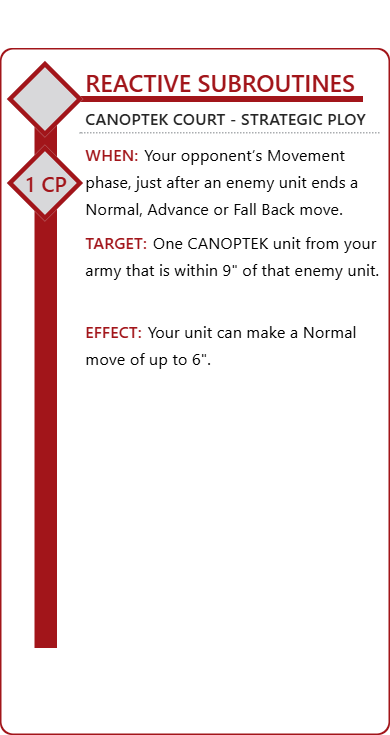 REACTIVE SUBROUTINES
CANOPTEK COURT - STRATEGIC PLOY
1 CP
WHEN: Your opponent's Movement
phase, just after an enemy unit ends a
Normal, Advance or Fall Back move.
TARGET: One CANOPTEK unit from your
army that is within 9" of that enemy unit.
EFFECT: Your unit can make a Normal
move of up to 6".